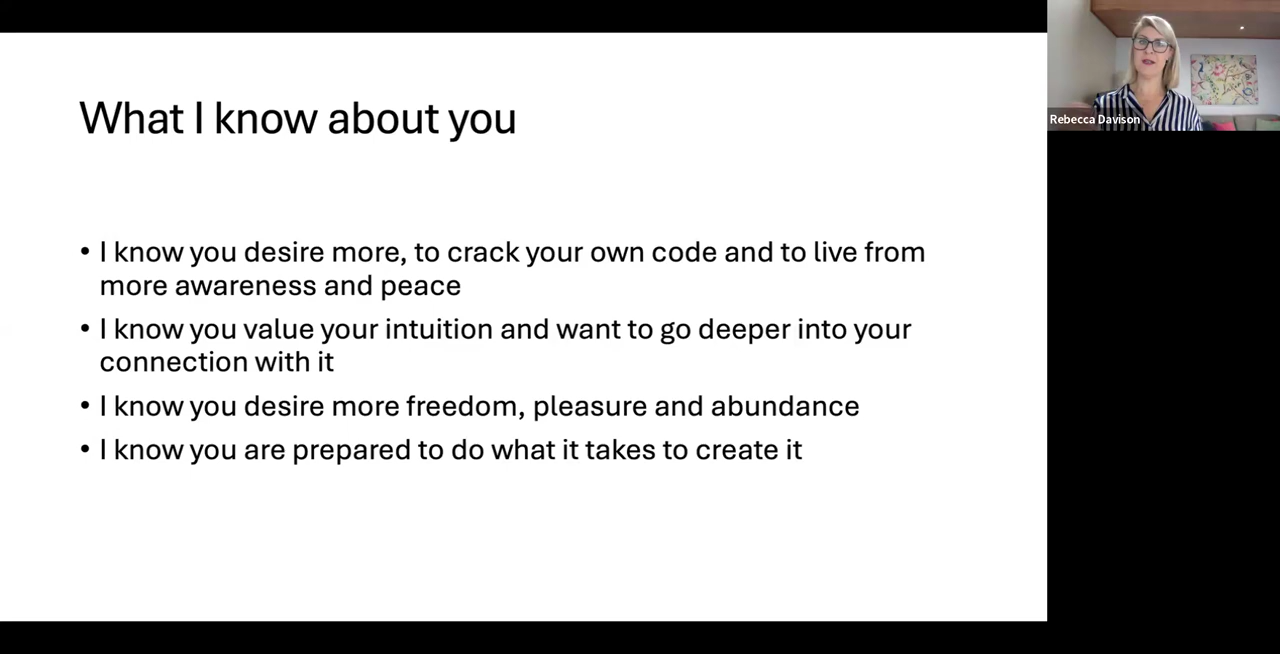 What I know about you
• I know you desire more, to crack your own code and to live from
more awareness and peace
• I know you value your intuition and want to go deeper into your
connection with it
• I know you desire more freedom, pleasure and abundance
• I know you are prepared to do what it takes to create it
Rebecca Davison